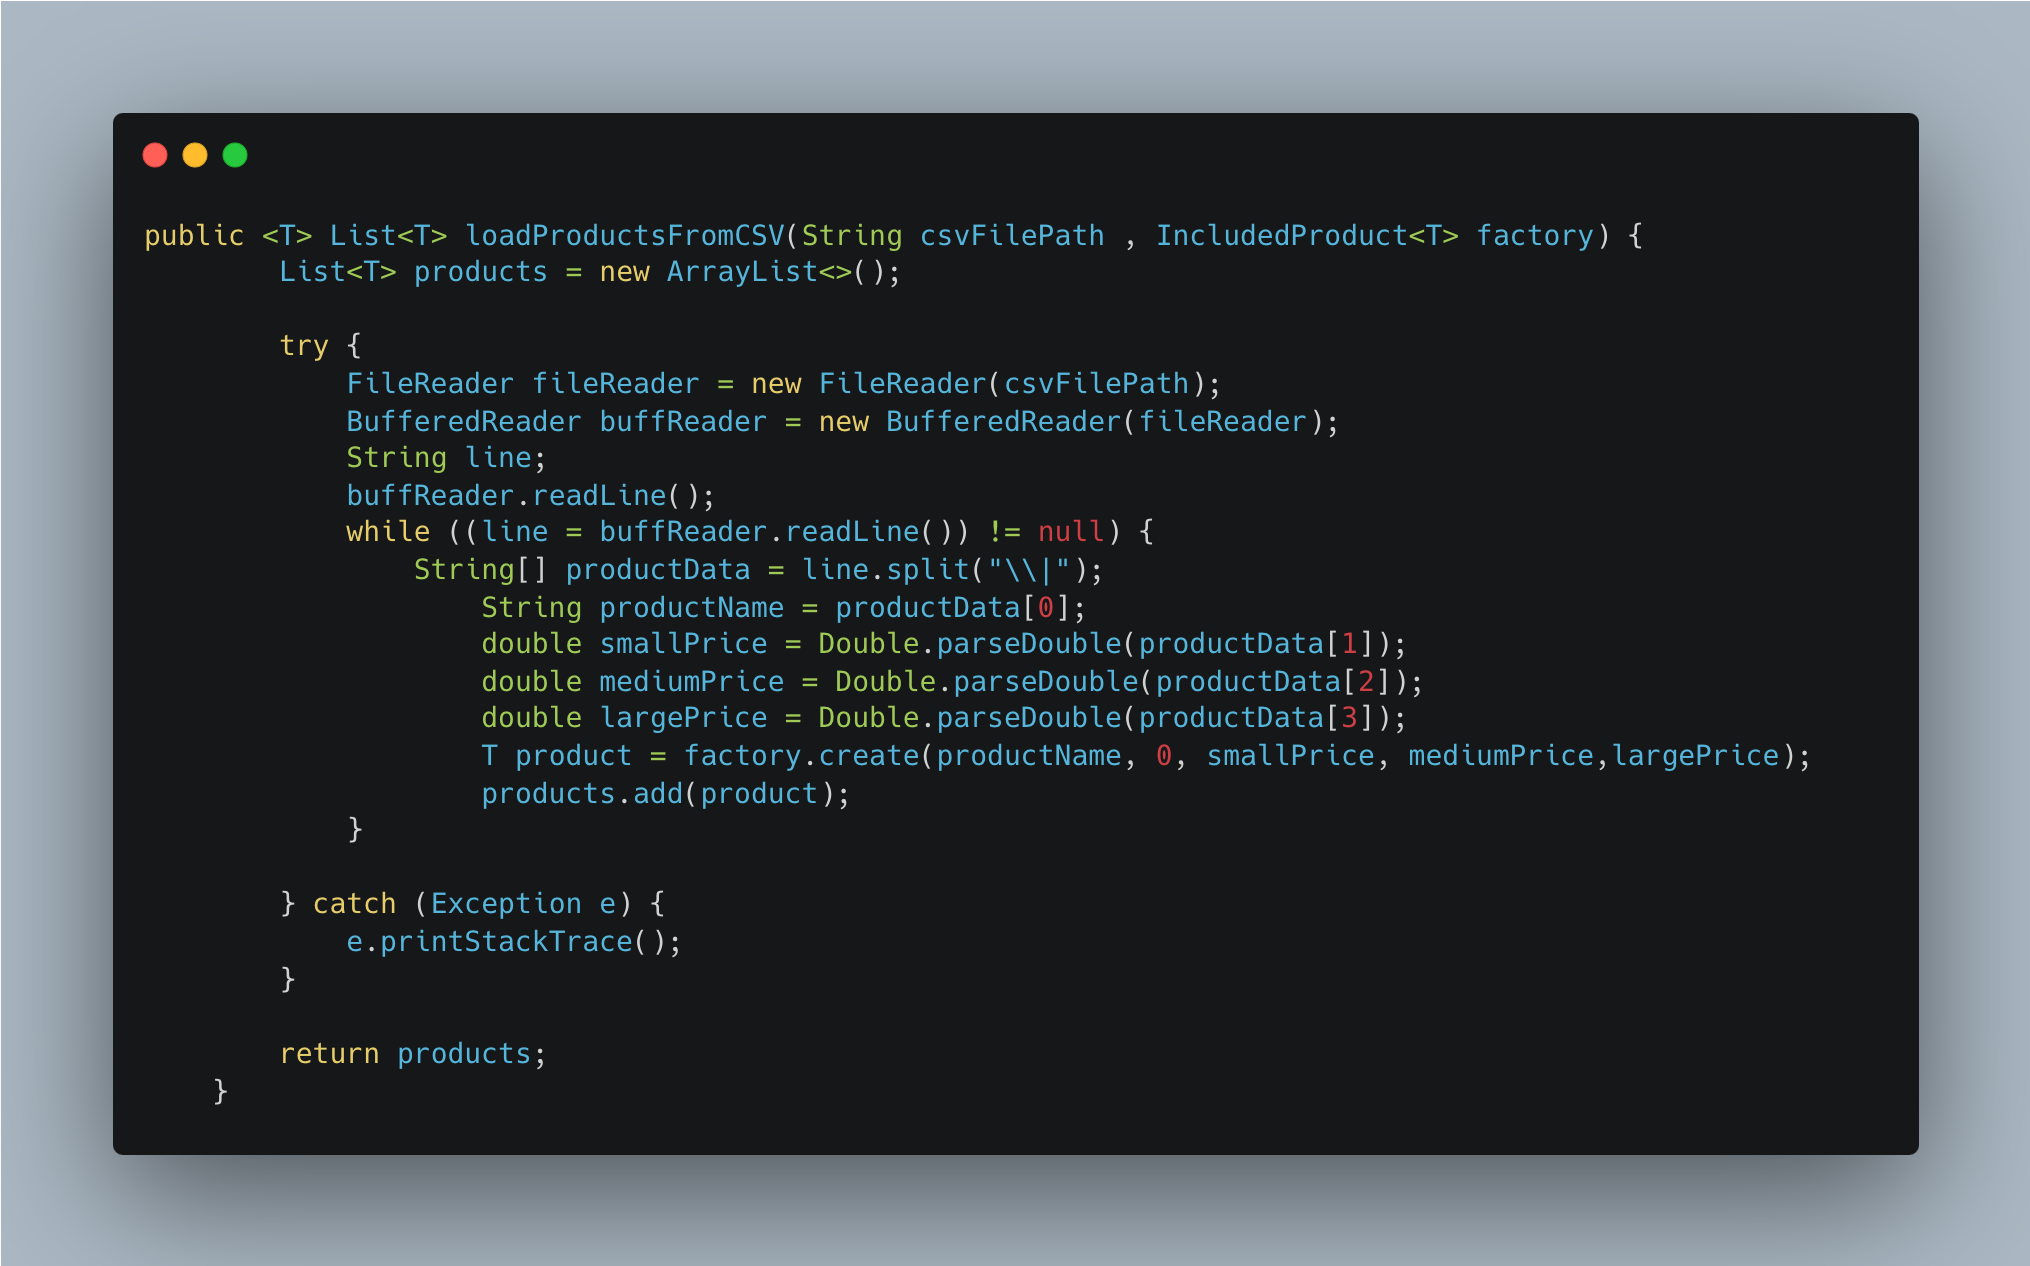 public <T> List<T> loadProductsFromCSV(String csvFilePath , IncludedProduct<T> factory) {
        List<T> products = new ArrayList<>();

        try {
            FileReader fileReader = new FileReader(csvFilePath);
            BufferedReader buffReader = new BufferedReader(fileReader);
            String line;
            buffReader.readLine();
            while ((line = buffReader.readLine()) != null) {
                String[] productData = line.split("\\|");
                    String productName = productData[0];
                    double smallPrice = Double.parseDouble(productData[1]);
                    double mediumPrice = Double.parseDouble(productData[2]);
                    double largePrice = Double.parseDouble(productData[3]);
                    T product = factory.create(productName, 0, smallPrice, mediumPrice,largePrice);
                    products.add(product);
            }

        } catch (Exception e) {
            e.printStackTrace();
        }

        return products;
    }